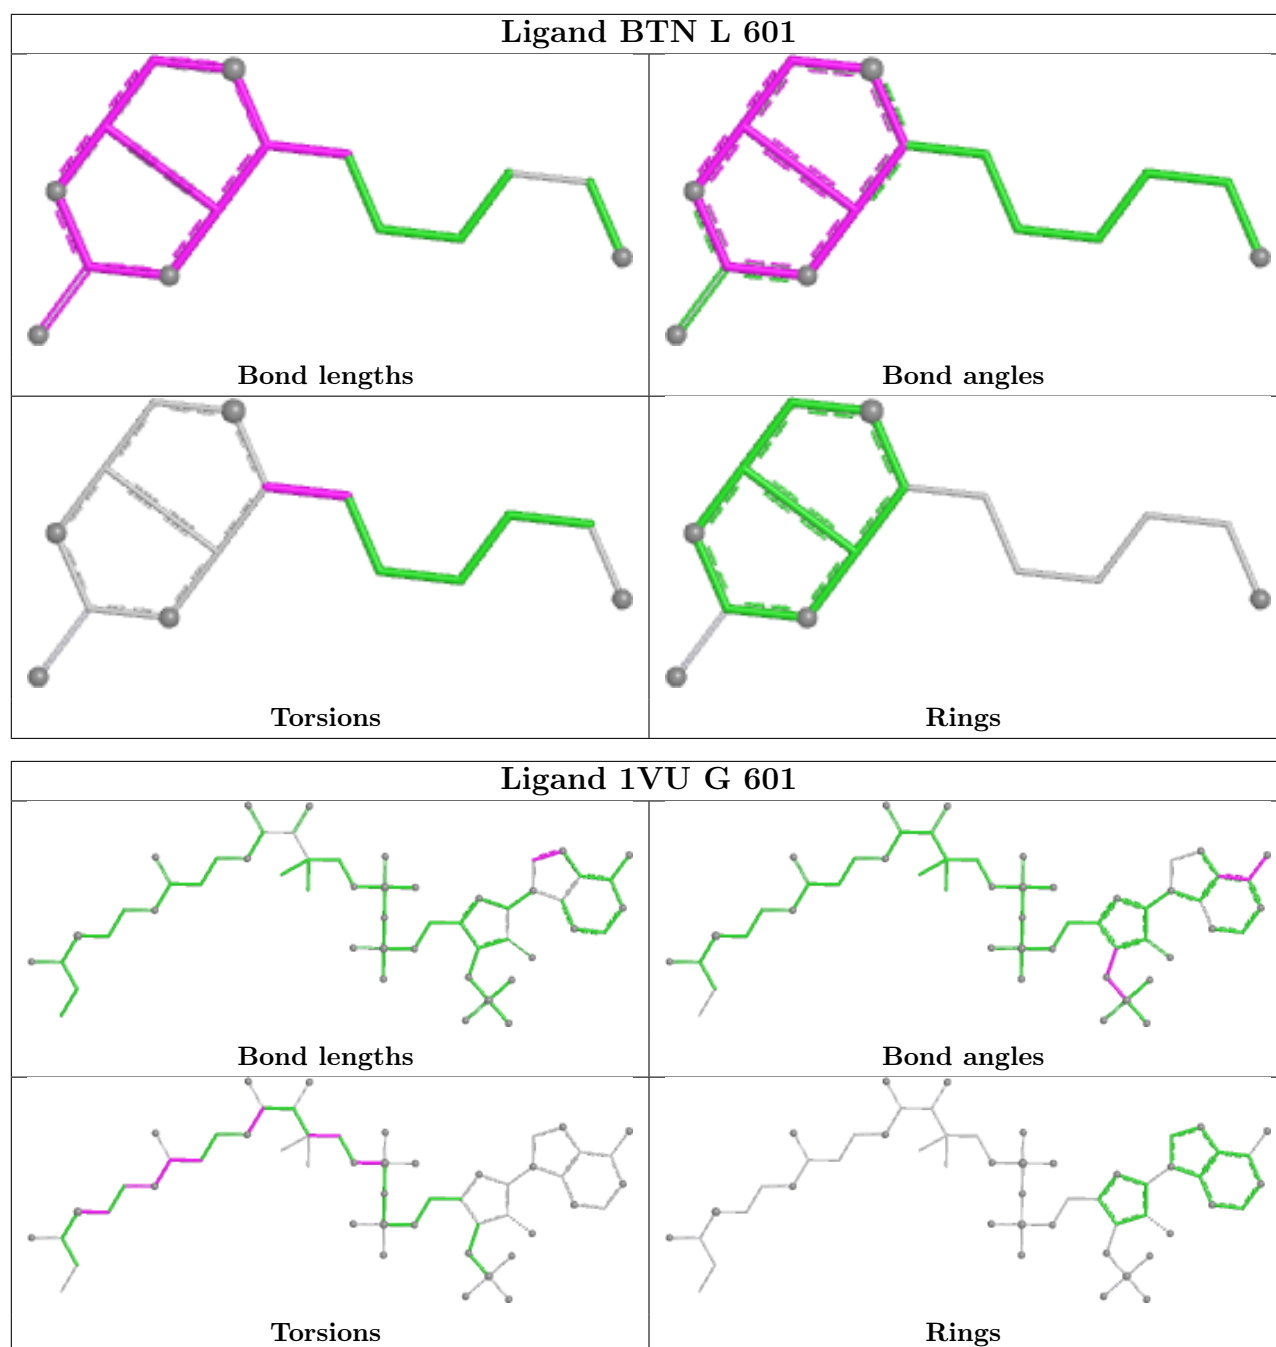 Ligand BTN L 601
Bond lengths
Bond angles
Torsions
Rings
Ligand 1VU G 601
Bond lengths
Bond angles
Torsions
Rings